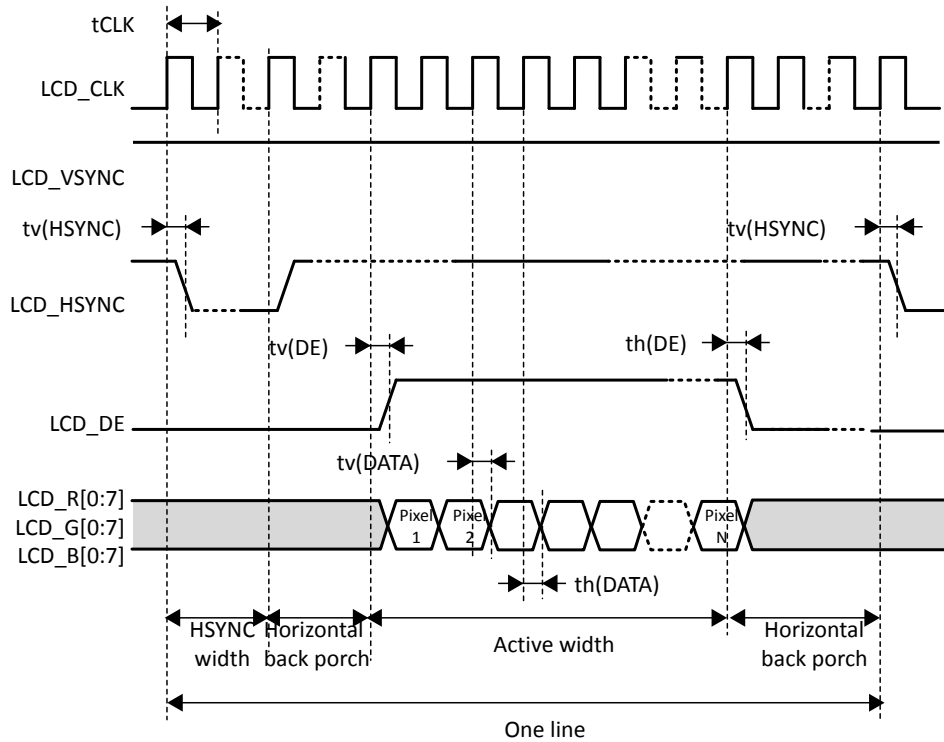 tCLK
LCD_CLK
LCD_VSYNC
tv(HSYNC)
tv(HSYNC)
LCD_HSYNC
tv(DE)
th(DE)
LCD_DE
tv(DATA)
LCD_R[0:7]
LCD_G[0:7]
LCD_B[0:7]
Pixel
1
Pixel
2
Pixel
N
th(DATA)
HSYNC
width
Horizontal
back porch
Active width
Horizontal
back porch
One line